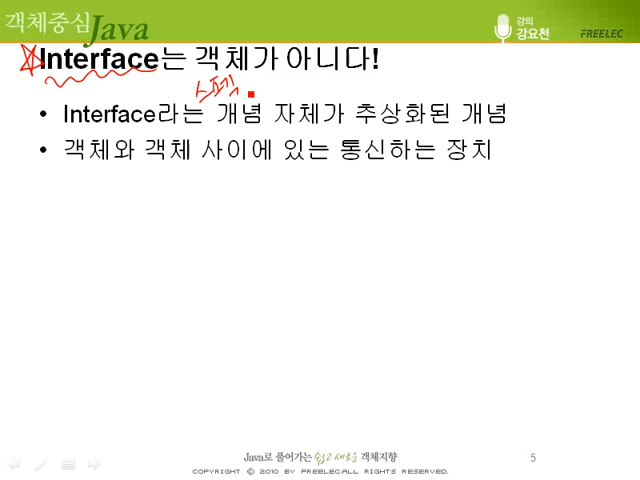 객체중심 Java
강의
강요천
FREELEC
Interface는 객체가 아니다!
스펙
• Interface라는 개념 자체가 추상화된 개념
• 객체와 객체 사이에 있는 통신하는 장치
Java로 풀어가는 쉽고 새로운 객체지향
5
COPYRIGHT ⓒ 2010 BY FREELEC.ALL RIGHTS RESERVED.